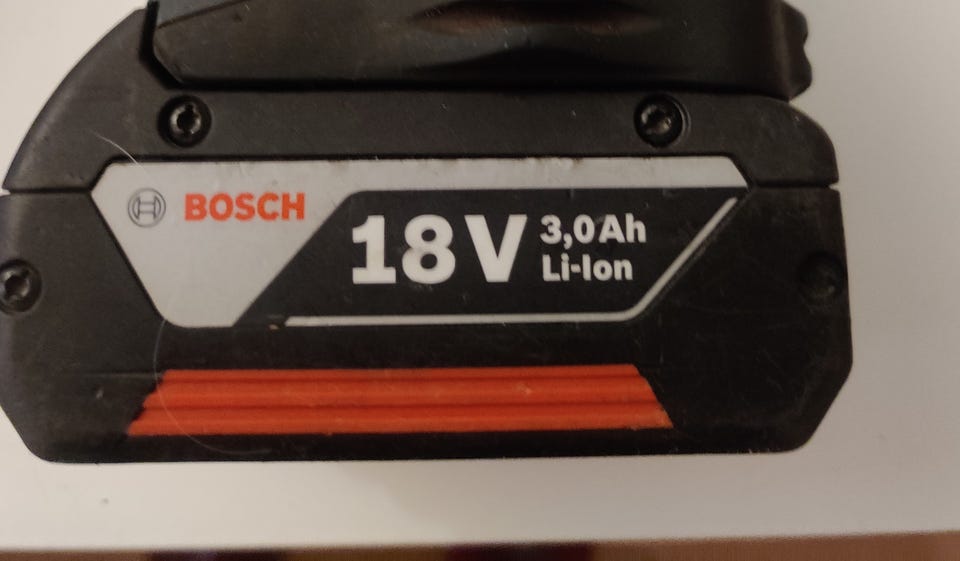 BOSCH
18V
3,0Ah
Li-Ion